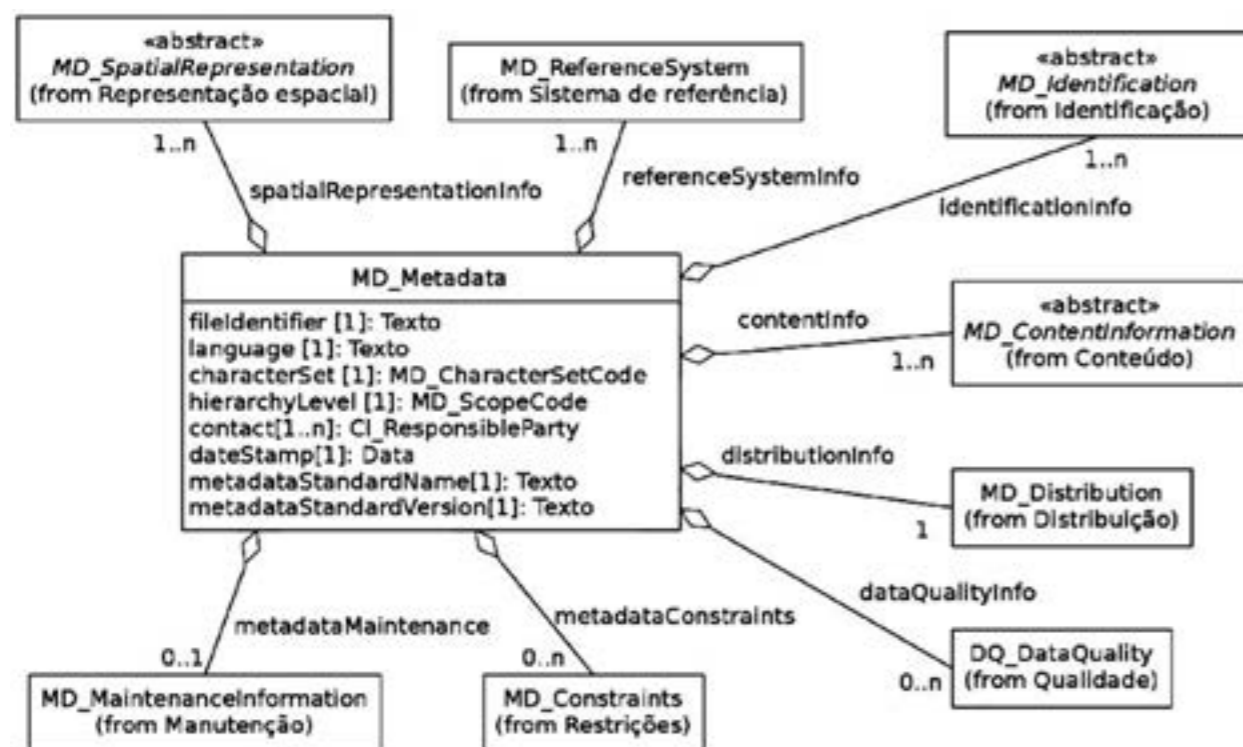 «abstract»
MD_SpatialRepresentation
(from Representação espacial)
MD_ReferenceSystem
(from Sistema de referência)
«abstract»
MD_Identification
(from Identificação)
1..n
1..n
1..n
spatialRepresentationInfo
referenceSystemInfo
identificationInfo
MD_Metadata
fileIdentifier [1]: Texto
language [1]: Texto
characterSet [1]: MD_CharacterSetCode
hierarchyLevel [1]: MD_ScopeCode
contact[1..n]: CI_ResponsibleParty
dateStamp[1]: Data
metadataStandardName[1]: Texto
metadataStandardVersion[1]: Texto
contentInfo
1..n
«abstract»
MD_ContentInformation
(from Conteúdo)
distributionInfo
1
MD_Distribution
(from Distribuição)
dataQualityInfo
0..n
DQ_DataQuality
(from Qualidade)
metadataMaintenance
0..1
MD_MaintenanceInformation
(from Manutenção)
metadataConstraints
0..n
MD_Constraints
(from Restrições)